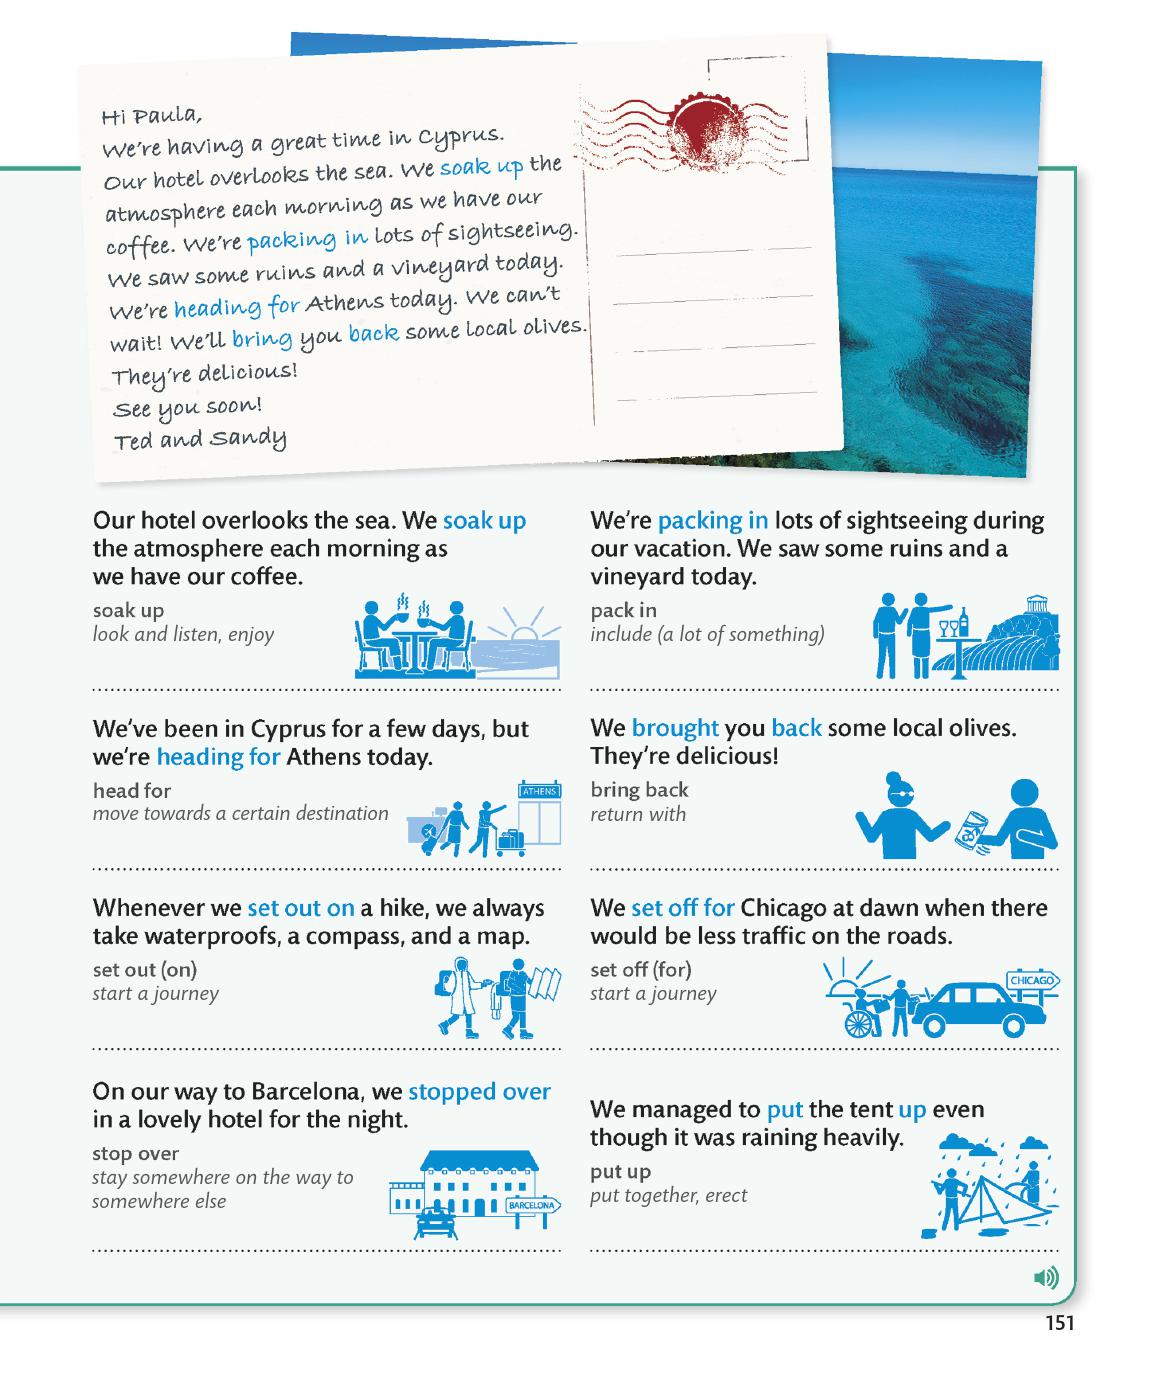 Hi Paula,
We're having a great time in Cyprus.
Our hotel overlooks the sea. We soak up the
atmosphere each morning as we have our
coffee. We're packing in lots of sightseeing.
We saw some ruins and a vineyard today.
We're heading for Athens today. We can't
wait! We'll bring you back some local olives.
They're delicious!
See you soon!
Ted and Sandy
Our hotel overlooks the sea. We soak up
the atmosphere each morning as
we have our coffee.
soak up
look and listen, enjoy
We're packing in lots of sightseeing during
our vacation. We saw some ruins and a
vineyard today.
pack in
include (a lot of something)
We've been in Cyprus for a few days, but
we're heading for Athens today.
head for
move towards a certain destination
ATHENS
We brought you back some local olives.
They're delicious!
bring back
return with
Whenever we set out on a hike, we always
take waterproofs, a compass, and a map.
set out (on)
start a journey
We set off for Chicago at dawn when there
would be less traffic on the roads.
set off (for)
start a journey
CHICAGO
On our way to Barcelona, we stopped over
in a lovely hotel for the night.
stop over
stay somewhere on the way to
somewhere else
BARCELONA
We managed to put the tent up even
though it was raining heavily.
put up
put together, erect
151